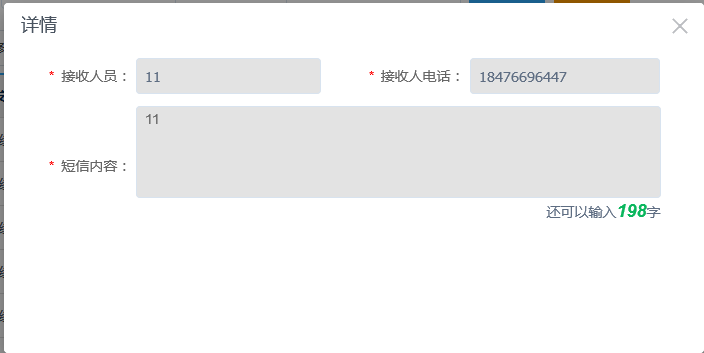 详情
* 接收人员： 11 * 接收人电话： 18476696447
* 短信内容： 11
还可以输入198字